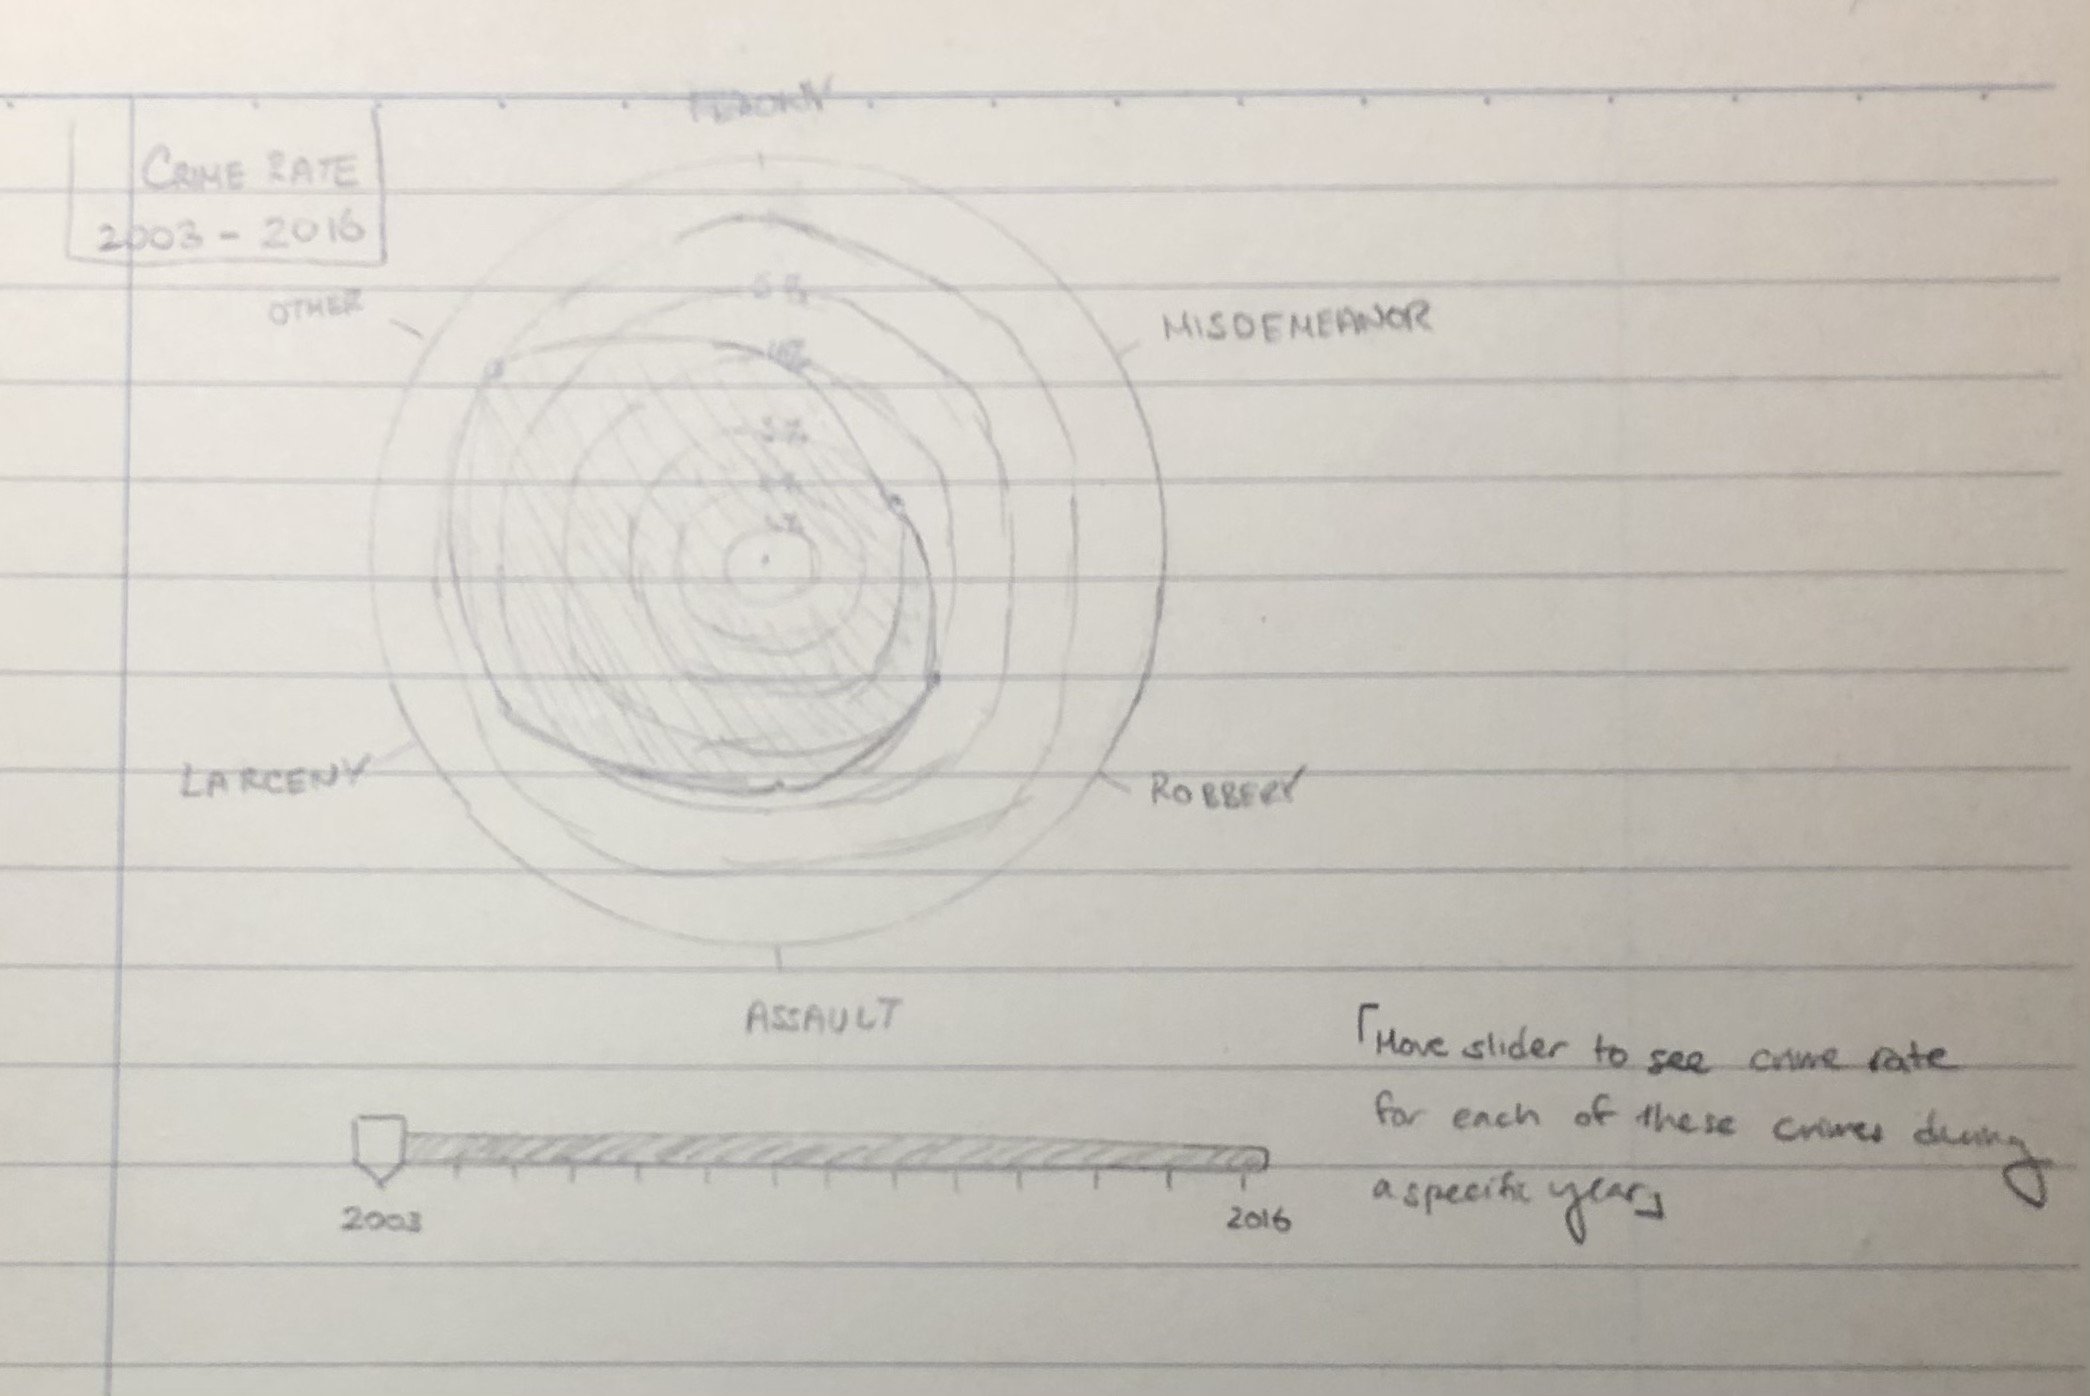 FELONY
CRIME RATE
2003 - 2016
OTHER
MISDEMEANOR
5%
4%
3%
2%
1%
LARCENY
ROBBERY
ASSAULT
「Move slider to see crime rate
for each of these crimes during
a specific year」
2003
2016